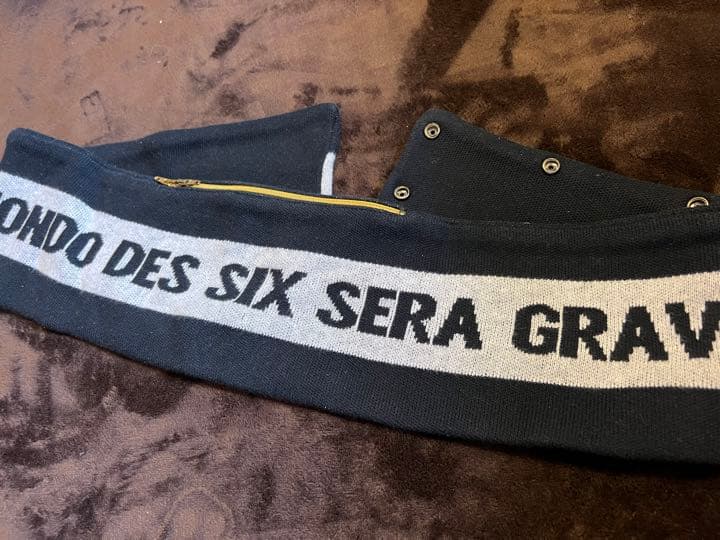 ONDO DES SIX SERA GRAV